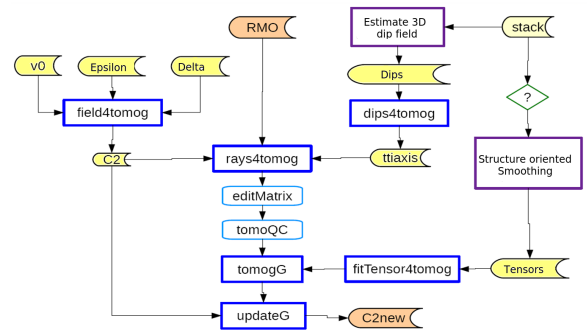 RMO
Estimate 3D
dip field
stack
v0
Epsilon
Delta
Dips
?
field4tomog
dips4tomog
C2
rays4tomog
ttiaxis
Structure oriented
Smoothing
editMatrix
tomoQC
tomogG
fitTensor4tomog
Tensors
updateG
C2new